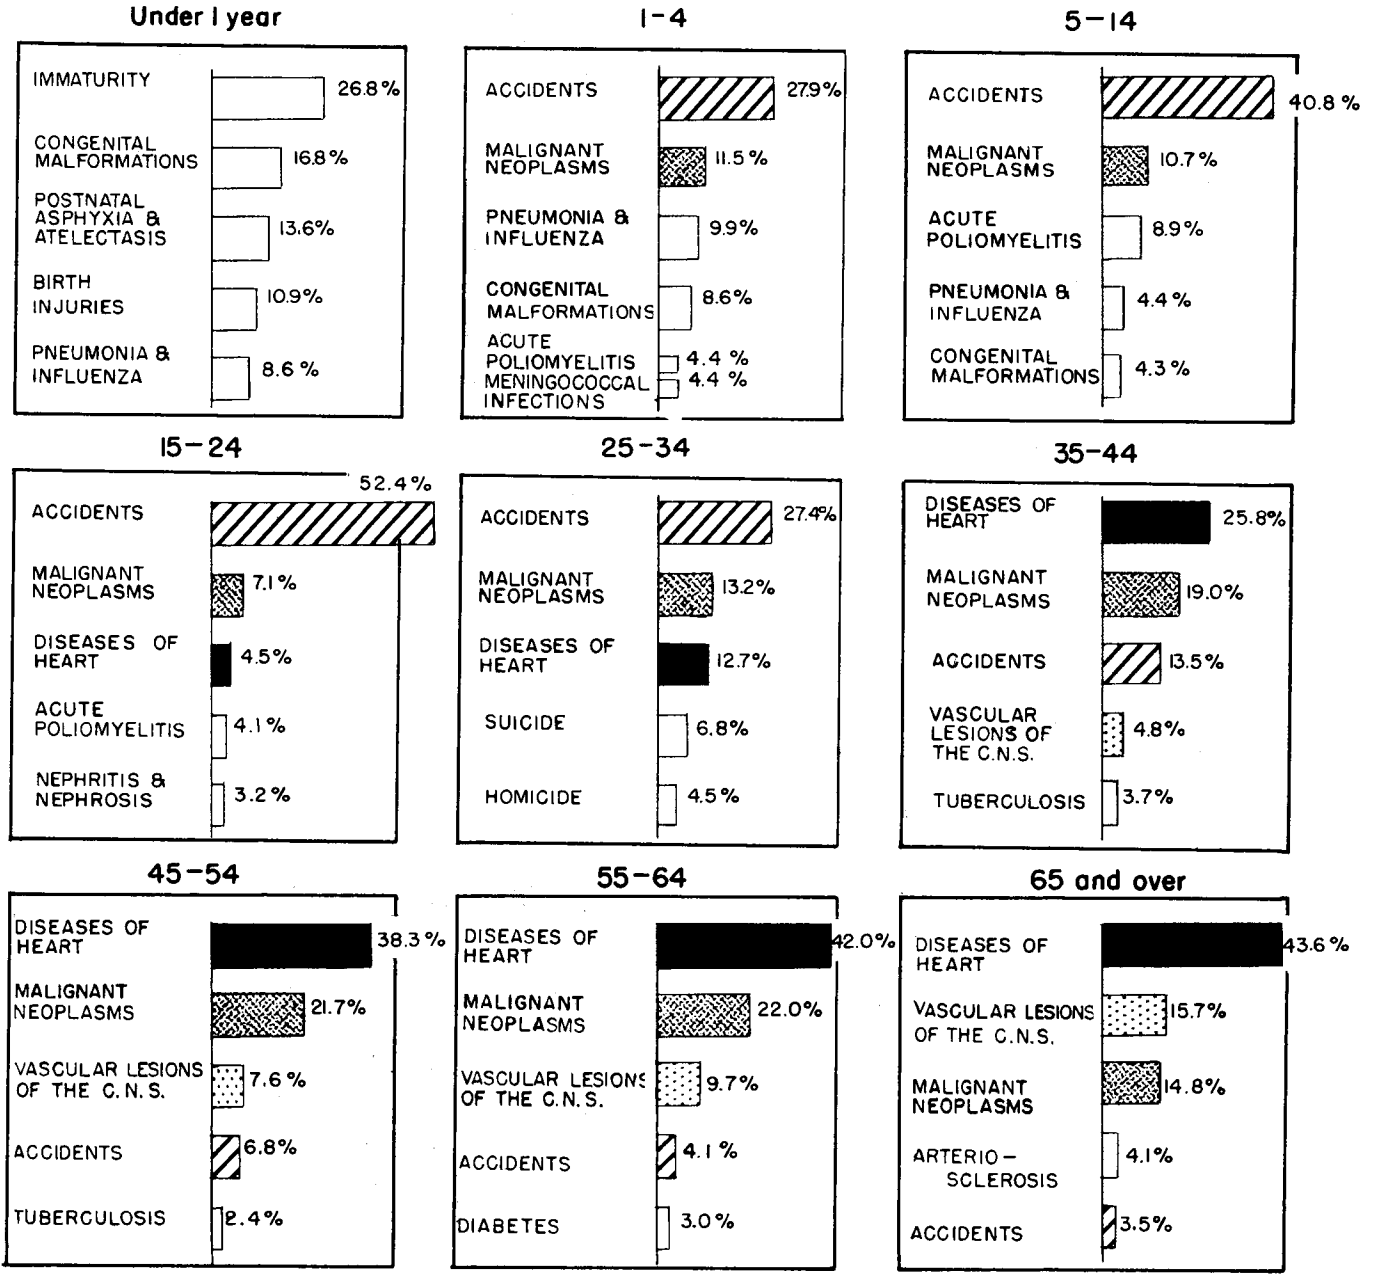 Under 1 year
IMMATURITY
26.8%
CONGENITAL
MALFORMATIONS
16.8%
POSTNATAL
ASPHYXIA &
ATELECTASIS
13.6%
BIRTH
INJURIES
10.9%
PNEUMONIA &
INFLUENZA
8.6%
1-4
ACCIDENTS
27.9%
MALIGNANT
NEOPLASMS
11.5%
PNEUMONIA &
INFLUENZA
9.9%
CONGENITAL
MALFORMATIONS
8.6%
ACUTE
POLIOMYELITIS
4.4 %
MENINGOCOCCAL
INFECTIONS
4.4 %
5-14
ACCIDENTS
40.8%
MALIGNANT
NEOPLASMS
10.7%
ACUTE
POLIOMYELITIS
8.9%
PNEUMONIA &
INFLUENZA
4.4%
CONGENITAL
MALFORMATIONS
4.3%
15-24
ACCIDENTS
52.4%
MALIGNANT
NEOPLASMS
7.1%
DISEASES OF
HEART
4.5%
ACUTE
POLIOMYELITIS
4.1%
NEPHRITIS &
NEPHROSIS
3.2%
25-34
ACCIDENTS
27.4%
MALIGNANT
NEOPLASMS
13.2%
DISEASES OF
HEART
12.7%
SUICIDE
6.8%
HOMICIDE
4.5%
35-44
DISEASES OF
HEART
25.8%
MALIGNANT
NEOPLASMS
19.0%
ACCIDENTS
13.5%
VASCULAR
LESIONS OF
THE C.N.S.
4.8%
TUBERCULOSIS
3.7%
45-54
DISEASES OF
HEART
38.3%
MALIGNANT
NEOPLASMS
21.7%
VASCULAR LESIONS
OF THE C.N.S.
7.6%
ACCIDENTS
6.8%
TUBERCULOSIS
2.4%
55-64
DISEASES OF
HEART
42.0%
MALIGNANT
NEOPLASMS
22.0%
VASCULAR LESIONS
OF THE C.N.S.
9.7%
ACCIDENTS
4.1%
DIABETES
3.0%
65 and over
DISEASES OF
HEART
43.6%
VASCULAR LESIONS
OF THE C.N.S.
15.7%
MALIGNANT
NEOPLASMS
14.8%
ARTERIO-
SCLEROSIS
4.1%
ACCIDENTS
3.5%